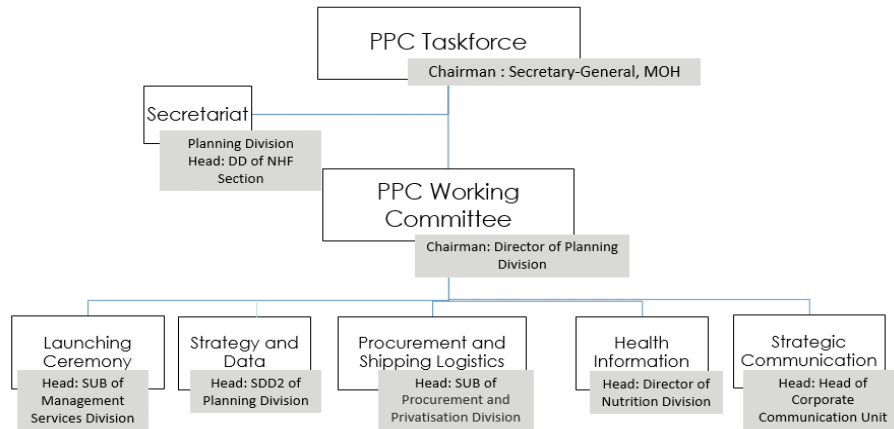 PPC Taskforce
Chairman : Secretary-General, MOH
Secretariat
Planning Division
Head: DD of NHF
Section
PPC Working
Committee
Chairman: Director of Planning
Division
Launching
Ceremony
Head: SUB of
Management
Services Division
Strategy and
Data
Head: SDD2 of
Planning Division
Procurement and
Shipping Logistics
Head: SUB of
Procurement and
Privatisation Division
Health
Information
Head: Director of
Nutrition Division
Strategic
Communication
Head: Head of
Corporate
Communication Unit